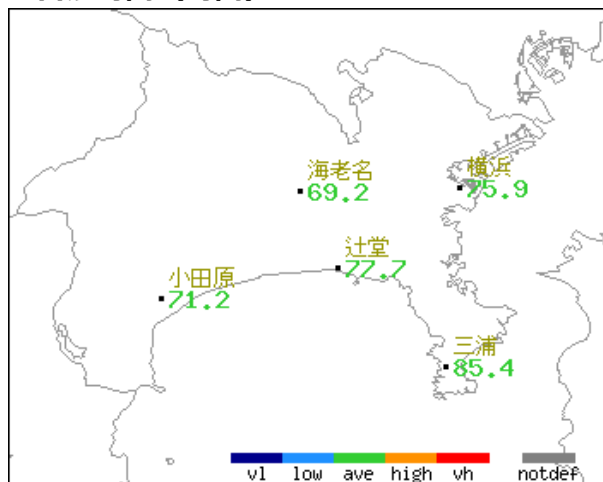 海老名
69.2
横浜
75.9
辻堂
77.7
小田原
71.2
三浦
85.4
vl low ave high vh notdef